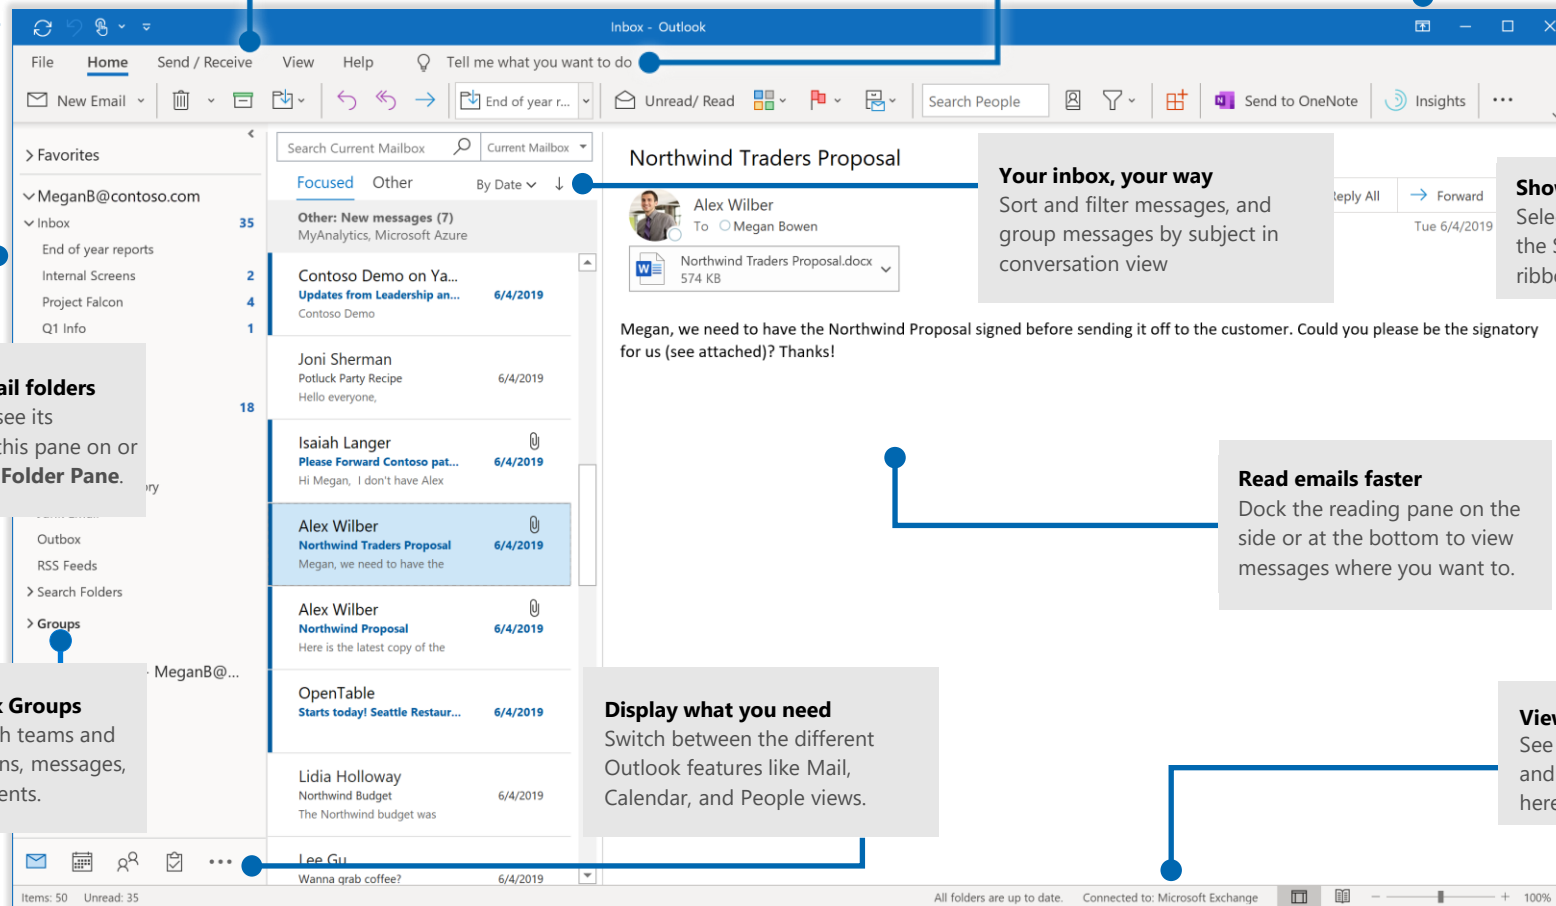 Inbox - Outlook
File Home Send / Receive View Help Tell me what you want to do
New Email End of year r... Unread/ Read Search People Send to OneNote Insights
Favorites
MeganB@contoso.com
Inbox 35
End of year reports
Internal Screens 2
Project Falcon 4
Q1 Info 1
folders
see its
this pane on or
Folder Pane.
18
Outbox
RSS Feeds
Search Folders
Groups
MeganB@...
Groups
teams and
messages,
Items: 50 Unread: 35
Search Current Mailbox Current Mailbox
Focused Other By Date
Other: New messages (7)
MyAnalytics, Microsoft Azure
Contoso Demo on Ya...
Updates from Leadership an... 6/4/2019
Contoso Demo
Joni Sherman
Potluck Party Recipe 6/4/2019
Hello everyone,
Isaiah Langer
Please Forward Contoso pat... 6/4/2019
Hi Megan, I don't have Alex
Alex Wilber
Northwind Traders Proposal 6/4/2019
Megan, we need to have the
Alex Wilber
Northwind Proposal 6/4/2019
Here is the latest copy of the
OpenTable
Starts today! Seattle Restaur... 6/4/2019
Lidia Holloway
Northwind Budget 6/4/2019
The Northwind budget was
Lee Gu
Wanna grab coffee? 6/4/2019
Northwind Traders Proposal
Alex Wilber
To Megan Bowen
Northwind Traders Proposal.docx
574 KB
All Forward
Tue 6/4/2019
Megan, we need to have the Northwind Proposal signed before sending it off to the customer. Could you please be the signatory
for us (see attached)? Thanks!
Your inbox, your way
Sort and filter messages, and
group messages by subject in
conversation view
the
Read emails faster
Dock the reading pane on the
side or at the bottom to view
messages where you want to.
Display what you need
Switch between the different
Outlook features like Mail,
Calendar, and People views.
See
and
here
All folders are up to date. Connected to: Microsoft Exchange 100%